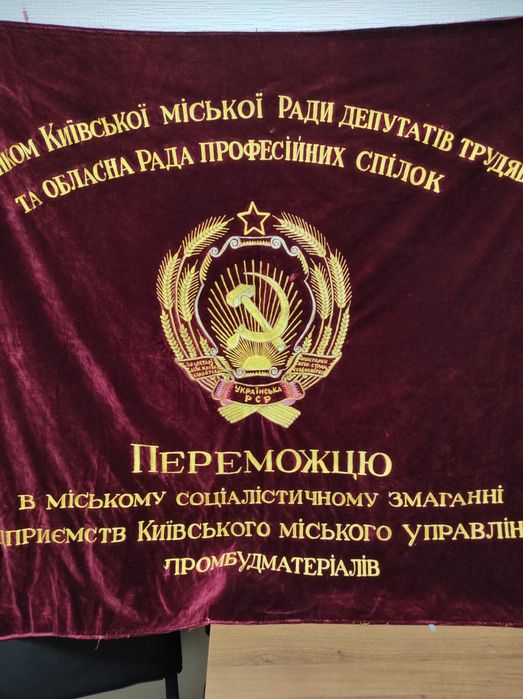 КОМ КИЇВСЬКОЇ МІСЬКОЇ РАДИ ДЕПУТАТІВ ТРУДЯ
ТА ОБЛАСНА РАДА ПРОФЕСІЙНИХ СПІЛОК
УКРАЇНСЬКА
РСР
ПЕРЕМОЖЦЮ
В МІСЬКОМУ СОЦІАЛІСТИЧНОМУ ЗМАГАННІ
ПРИЄМСТВ КИЇВСЬКОГО МІСЬКОГО УПРАВЛІН
ПРОМБУДМАТЕРІАЛІВ